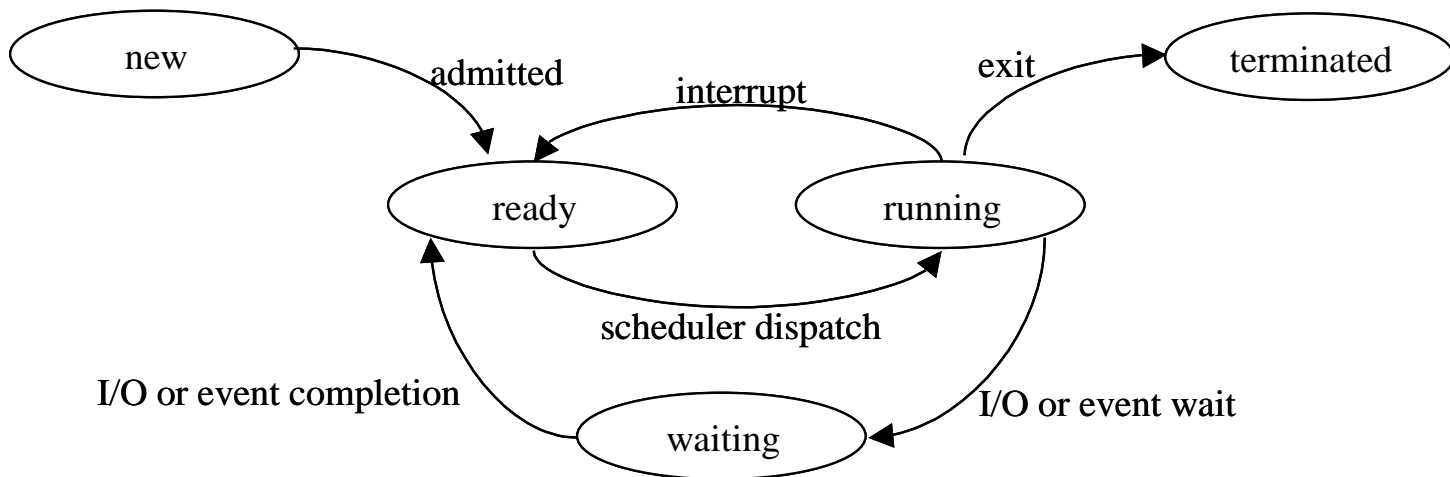 new
terminated
exit
admitted
interrupt
ready
running
scheduler dispatch
I/O or event completion
I/O or event wait
waiting